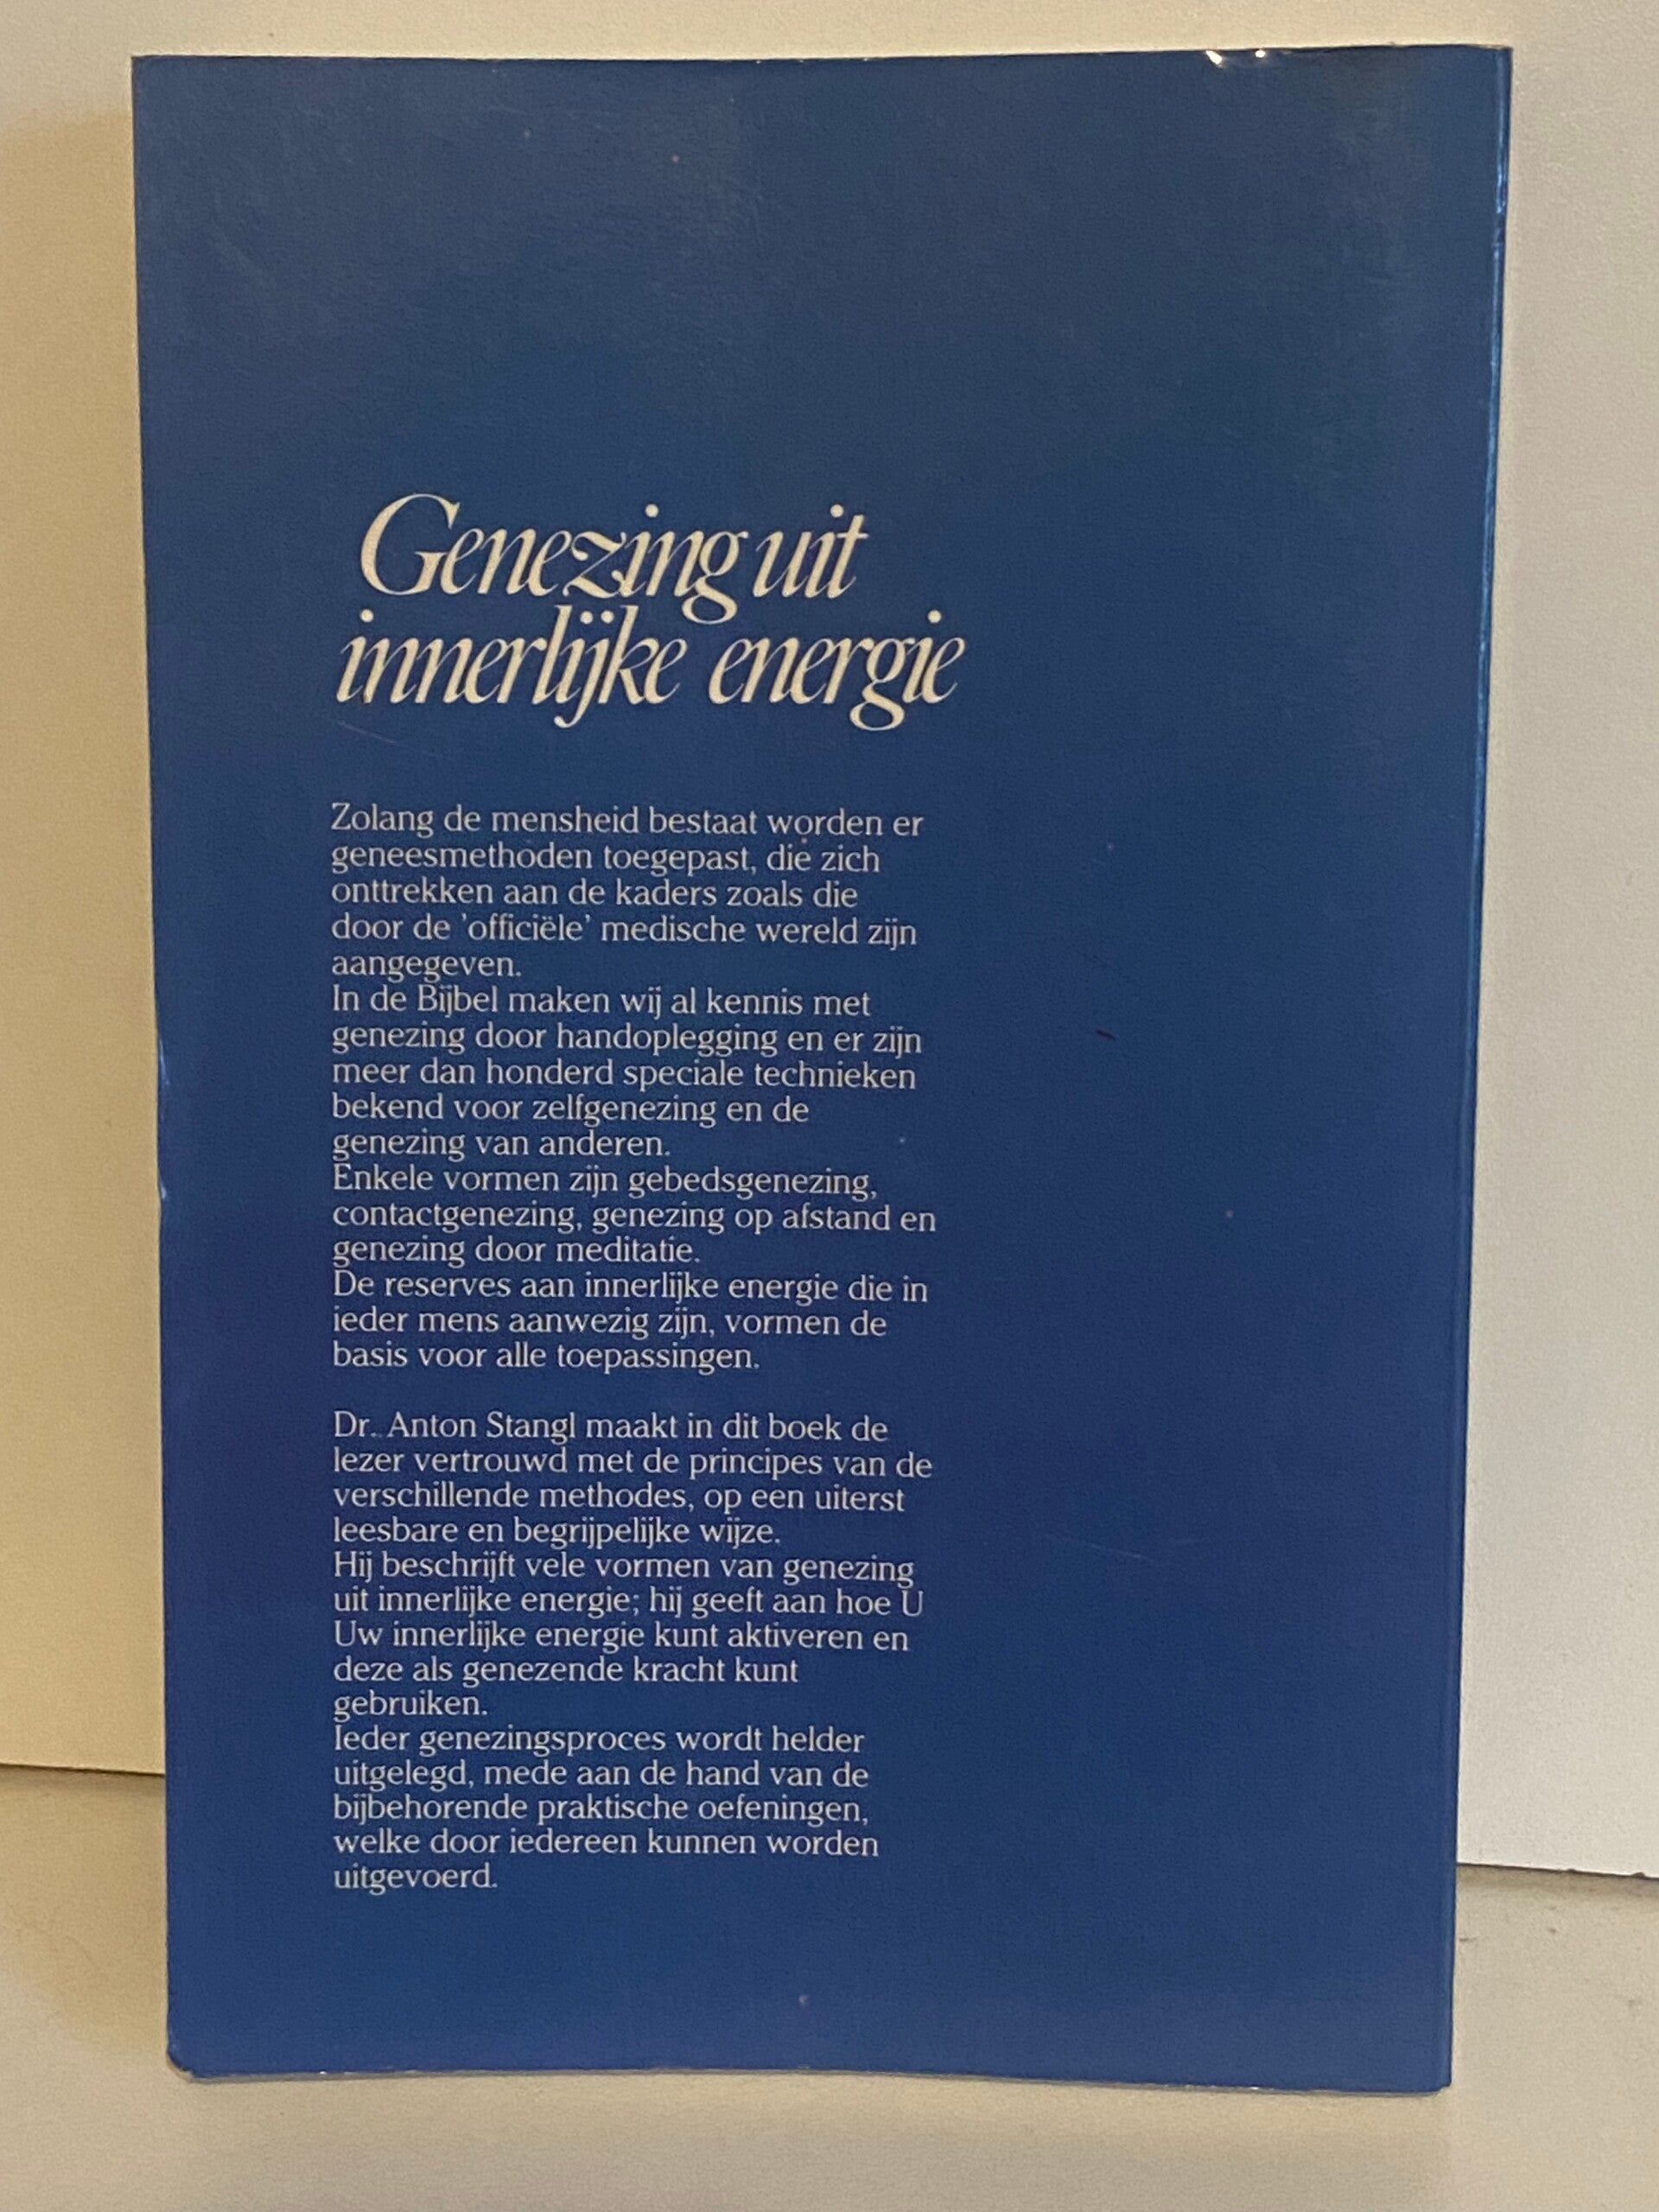 Genezing uit
innerlijke energie
Zolang de mensheid bestaat worden er
geneesmethoden toegepast, die zich
onttrekken aan de kaders zoals die
door de 'officiële' medische wereld zijn
aangegeven.
In de Bijbel maken wij al kennis met
genezing door handoplegging en er zijn
meer dan honderd speciale technieken
bekend voor zelfgenezing en de
genezing van anderen.
Enkele vormen zijn gebedsgenezing,
contactgenezing, genezing op afstand en
genezing door meditatie.
De reserves aan innerlijke energie die in
ieder mens aanwezig zijn, vormen de
basis voor alle toepassingen.
Dr. Anton Stangl maakt in dit boek de
lezer vertrouwd met de principes van de
verschillende methodes, op een uiterst
leesbare en begrijpelijke wijze.
Hij beschrijft vele vormen van genezing
uit innerlijke energie; hij geeft aan hoe U
Uw innerlijke energie kunt aktiveren en
deze als genezende kracht kunt
gebruiken.
Ieder genezingsproces wordt helder
uitgelegd, mede aan de hand van de
bijbehorende praktische oefeningen,
welke door iedereen kunnen worden
uitgevoerd.